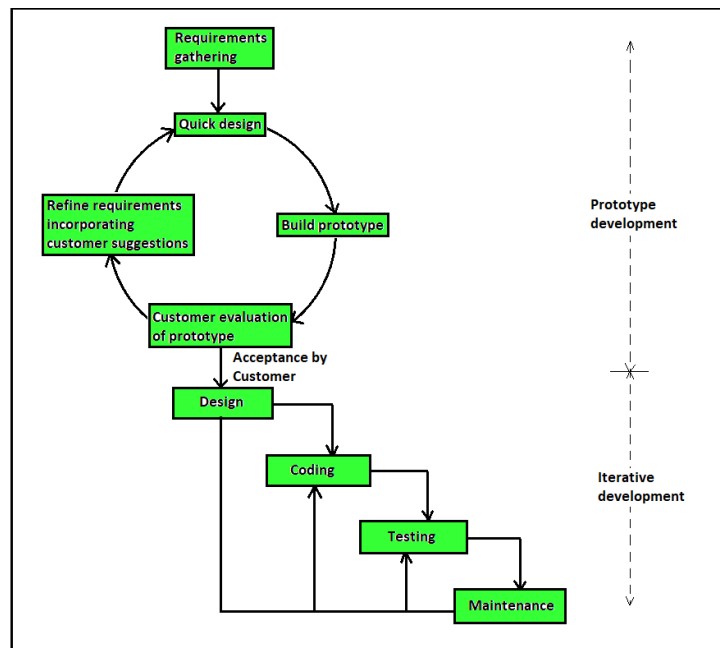 Requirements
gathering
Quick design
Refine requirements
incorporating
customer suggestions
Build prototype
Prototype
development
Customer evaluation
of prototype
Acceptance by
Customer
Design
Coding
Iterative
development
Testing
Maintenance